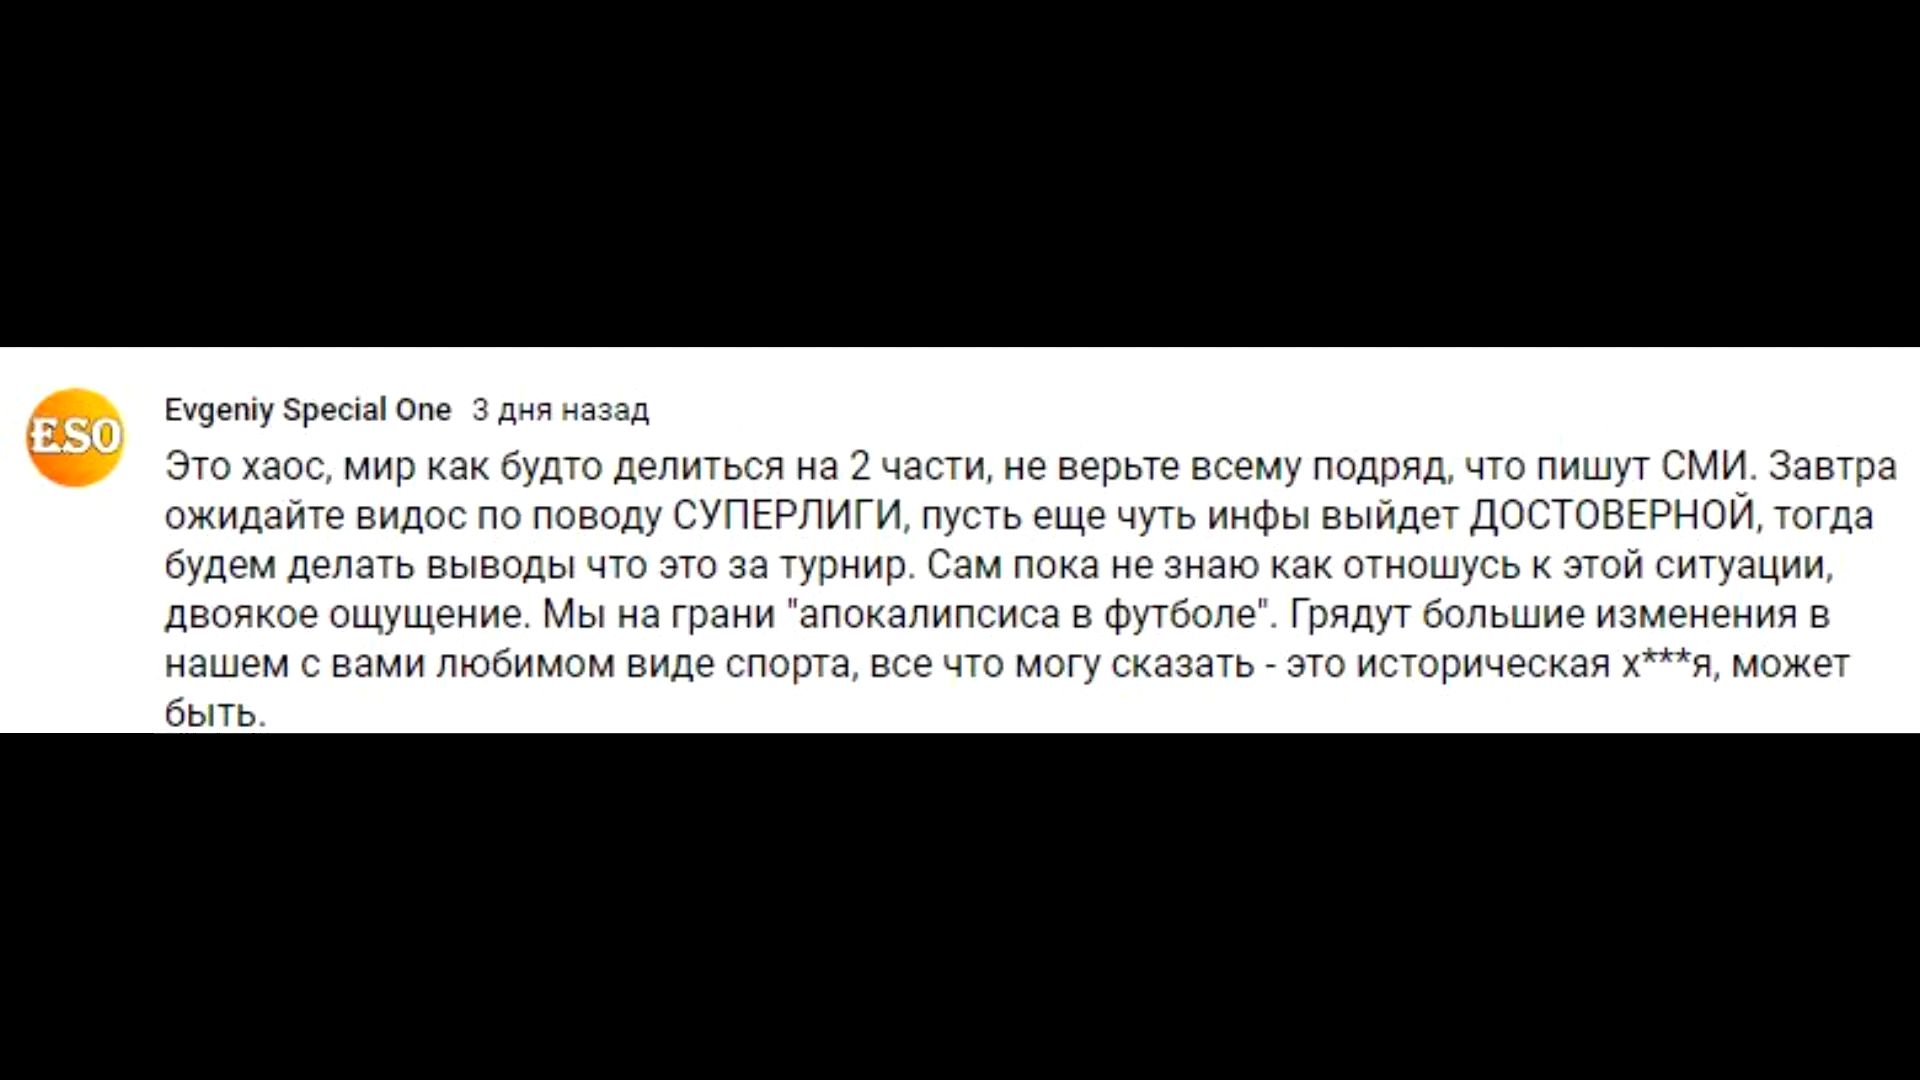 ESO
Evgeniy Special One 3 дня назад
Это хаос, мир как будто делиться на 2 части, не верьте всему подряд, что пишут СМИ. Завтра
ожидайте видос по поводу СУПЕРЛИГИ, пусть еще чуть инфы выйдет ДОСТОВЕРНОЙ, тогда
будем делать выводы что это за турнир. Сам пока не знаю как отношусь к этой ситуации,
двоякое ощущение. Мы на грани "апокалипсиса в футболе". Грядут большие изменения в
нашем с вами любимом виде спорта, все что могу сказать - это историческая х***я, может
быть.